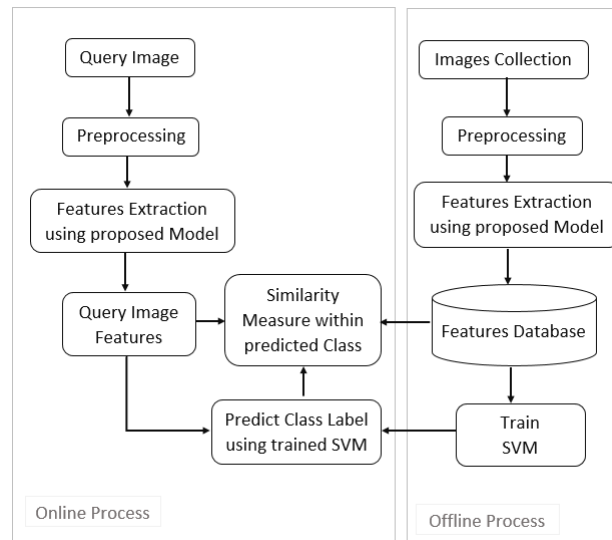 Query Image
Preprocessing
Features Extraction
using proposed Model
Query Image
Features
Similarity
Measure within
predicted Class
Predict Class Label
using trained SVM
Online Process
Images Collection
Preprocessing
Features Extraction
using proposed Model
Features Database
Train
SVM
Offline Process